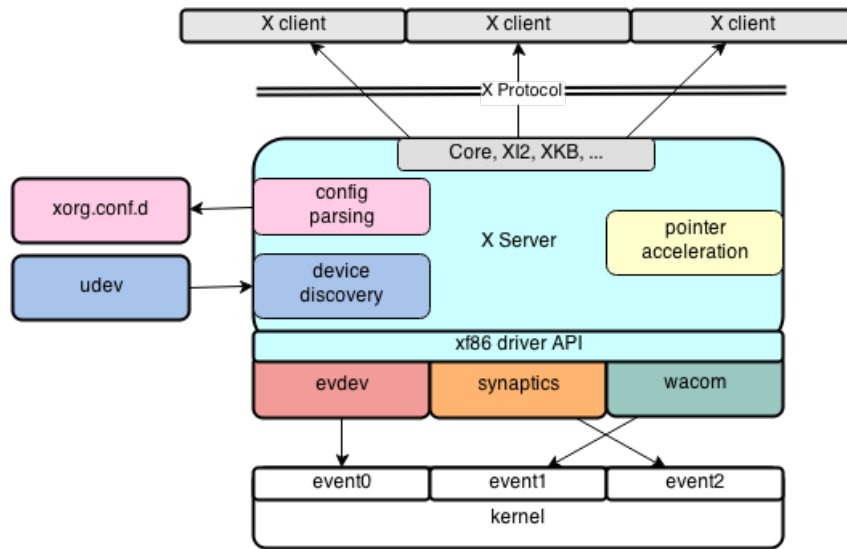 X client
X client
X client
X Protocol
Core, XI2, XKB, ...
xorg.conf.d
config
parsing
X Server
pointer
acceleration
udev
device
discovery
xf86 driver API
evdev
synaptics
wacom
event0
event1
event2
kernel